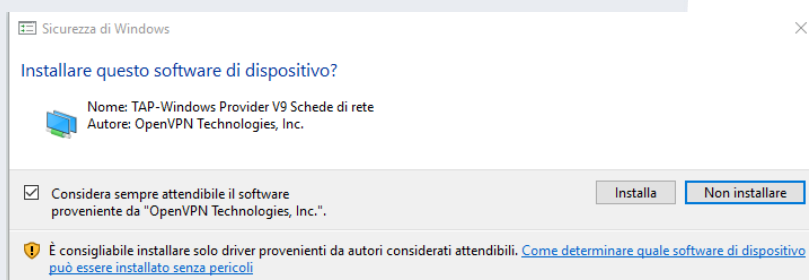 Sicurezza di Windows
Installare questo software di dispositivo?
Nome: TAP-Windows Provider V9 Schede di rete
Autore: OpenVPN Technologies, Inc.
Considera sempre attendibile il software
proveniente da "OpenVPN Technologies, Inc.".
Installa
Non installare
È consigliabile installare solo driver provenienti da autori considerati attendibili. Come determinare quale software di dispositivo
può essere installato senza pericoli